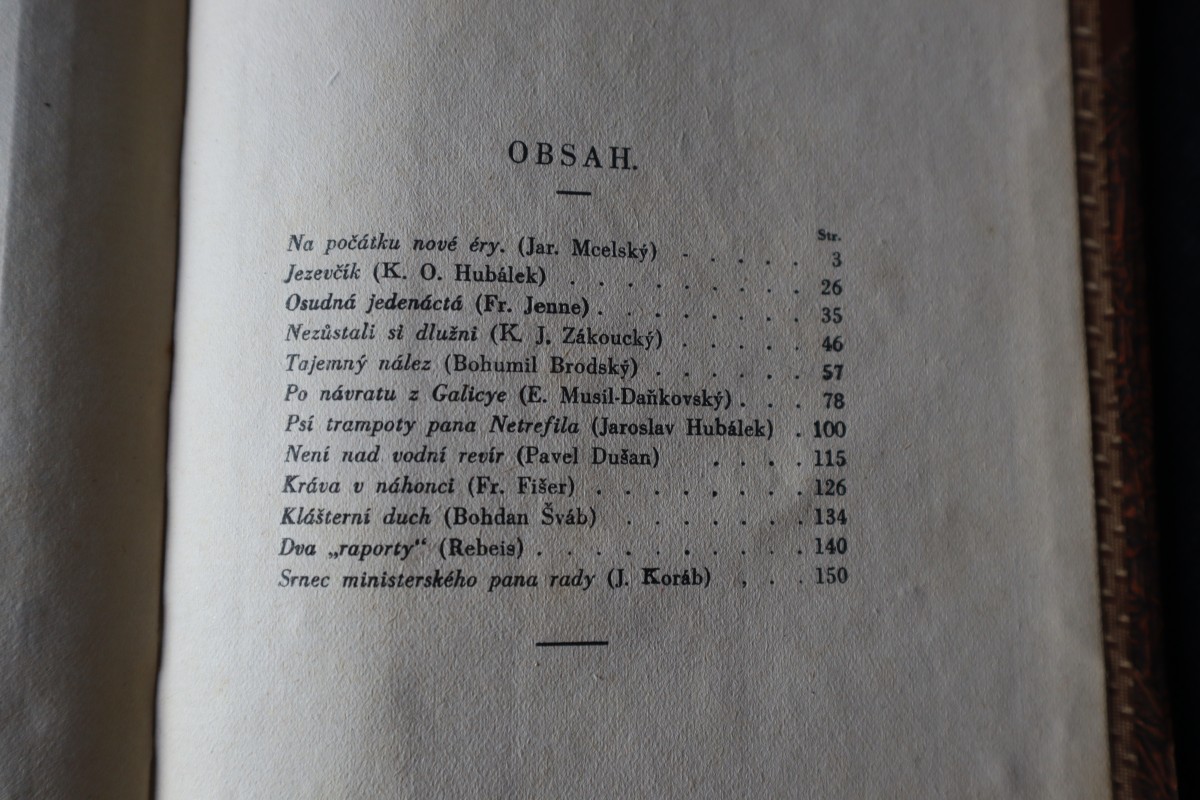 OBSAH.
Str.
Na počátku nové éry. (Jar. Mcelský) . . . . . 3
Jezevčík (K. O. Hubálek) . . . . . . . . . 26
Osudná jedenáctá (Fr. Jenne) . . . . . . . . 35
Nezůstali si dlužni (K. J. Zákoucký) . . . . . 46
Tajemný nález (Bohumil Brodský) . . . . . . 57
Po návratu z Galicye (E. Musil-Daňkovský) . . . 78
Psí trampoty pana Netrefila (Jaroslav Hubálek) . 100
Není nad vodní revír (Pavel Dušan) . . . . 115
Kráva v náhonci (Fr. Fišer) . . . . , . . . 126
Klášterní duch (Bohdan Šváb) . . . . . . . 134
Dva „raporty“ (Rebeis) . . . . . . . . . . 140
Srnec ministerského pana rady (J. Koráb) , . . 150